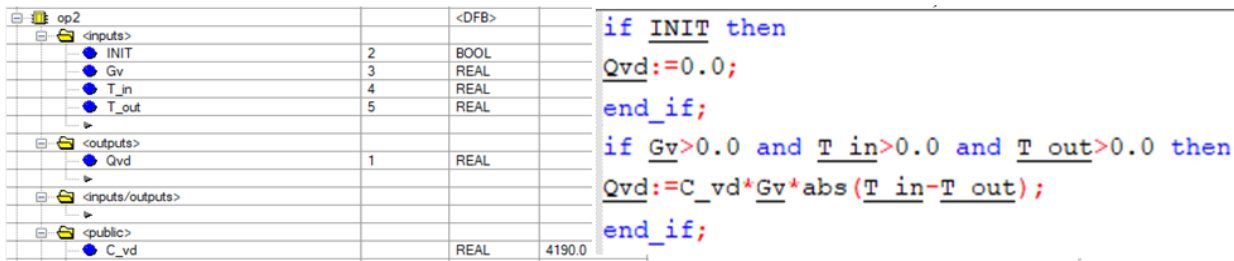 op2 <DFB>
<inputs>
INIT 2 BOOL
Gv 3 REAL
T_in 4 REAL
T_out 5 REAL
<outputs>
Qvd 1 REAL
<inputs/outputs>
<public>
C_vd REAL 4190.0
if INIT then
Qvd:=0.0;
end_if;
if Gv>0.0 and T_in>0.0 and T_out>0.0 then
Qvd:=C_vd*Gv*abs(T_in-T_out);
end_if;